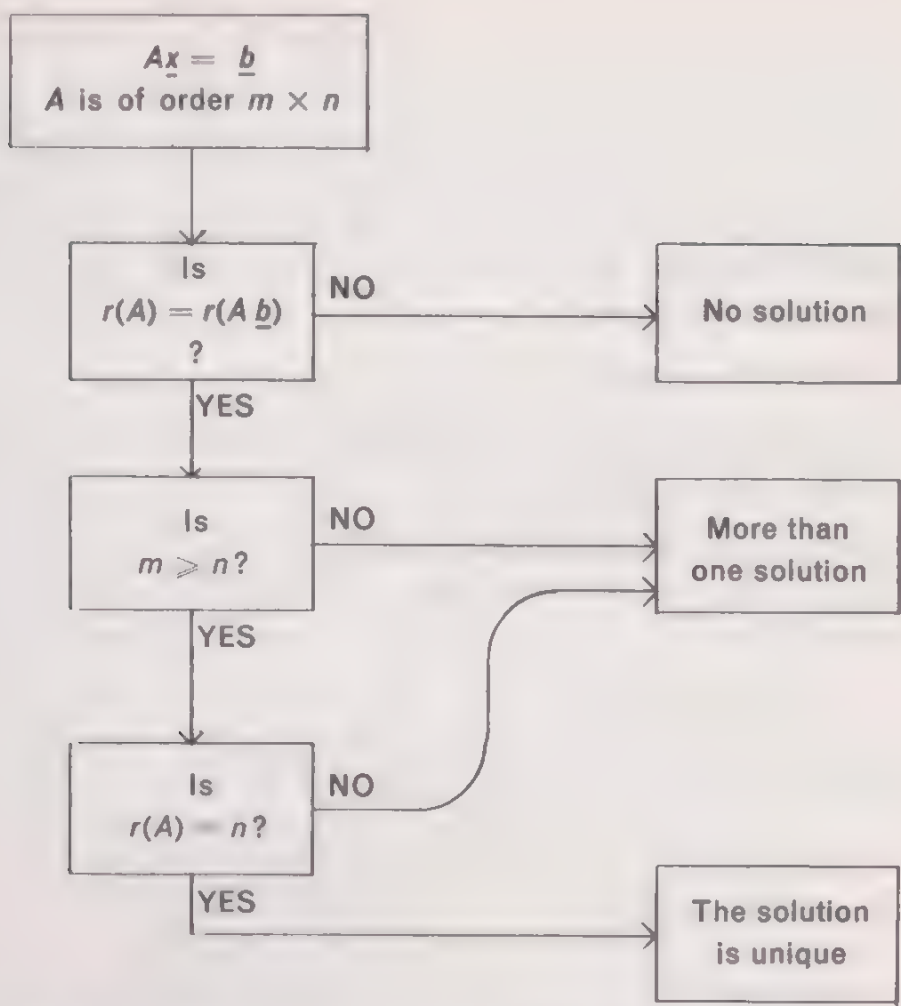 Ax = b
A is of order m × n
Is
r(A) = r(A b)
?
NO
No solution
YES
Is
m ⩾ n?
NO
More than
one solution
YES
Is
r(A) = n?
NO
YES
The solution
is unique